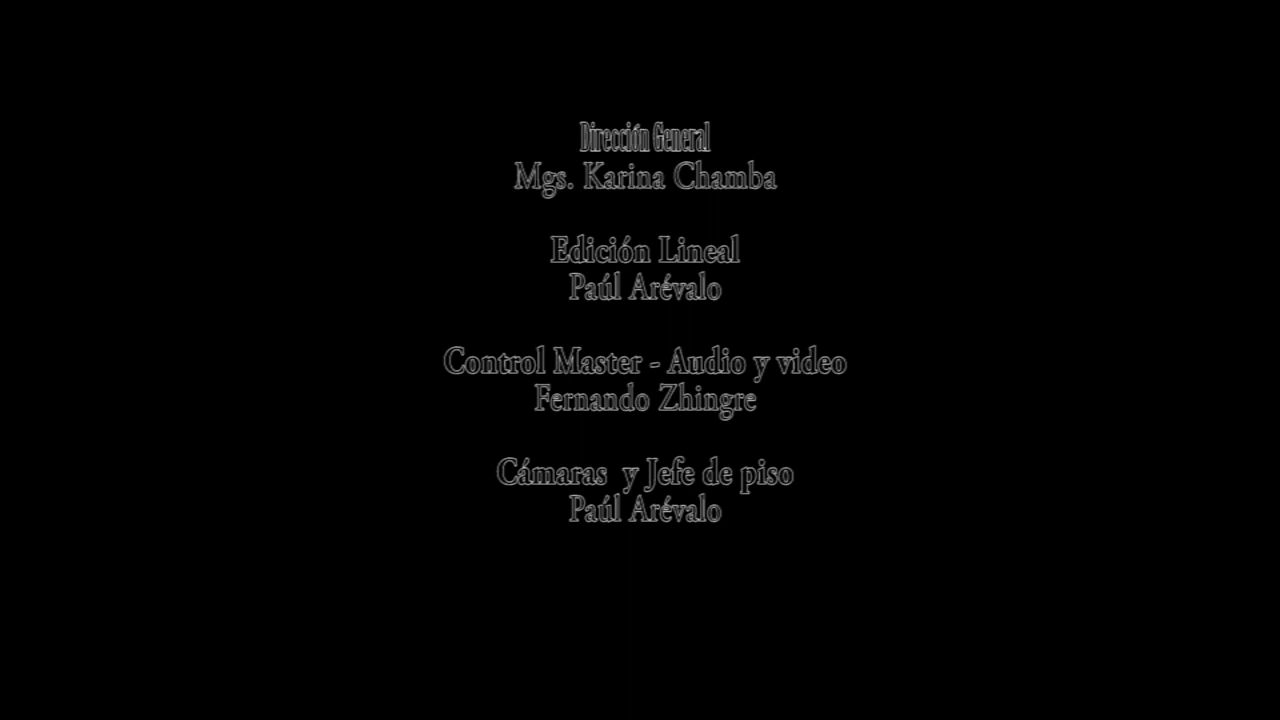 Dirección General
Mgs. Karina Chamba
Edición Lineal
Paúl Arévalo
Control Master - Audio y video
Fernando Zhingre
Cámaras  y Jefe de piso
Paúl Arévalo